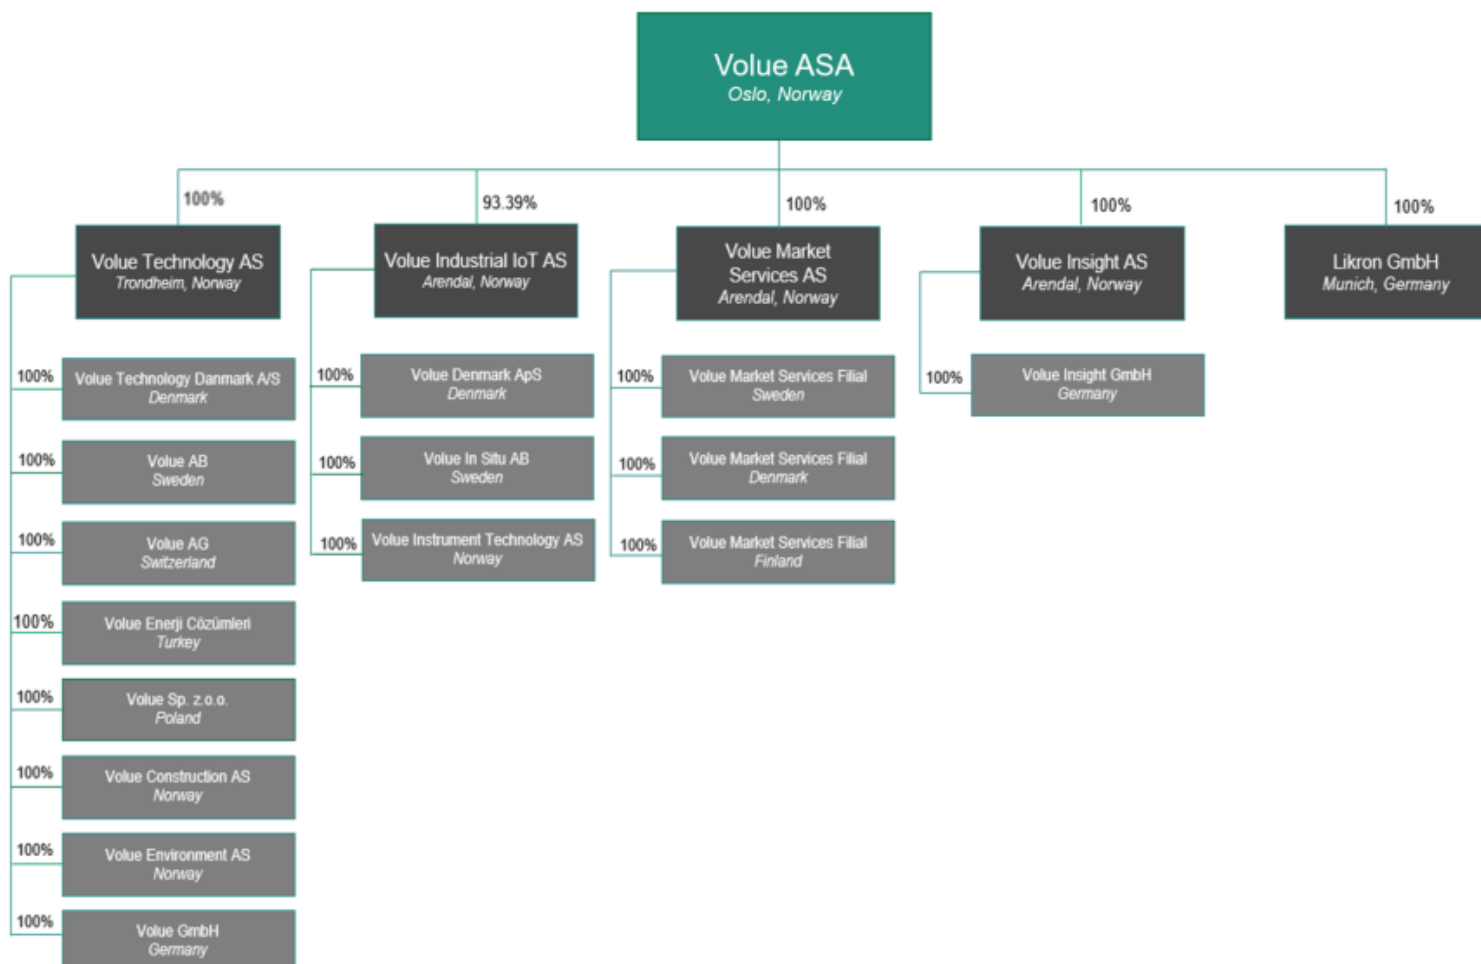 Volue ASA
Oslo, Norway
100%
93.39%
100%
100%
100%
Volue Technology AS
Trondheim, Norway
Volue Industrial IoT AS
Arendal, Norway
Volue Market
Services AS
Arendal, Norway
Volue Insight AS
Arendal, Norway
Likron GmbH
Munich, Germany
100%
Volue Technology Danmark A/S
Denmark
100%
Volue AB
Sweden
100%
Volue AG
Switzerland
100%
Volue Enerji Cözümleri
Turkey
100%
Volue Sp. z.o.o.
Poland
100%
Volue Construction AS
Norway
100%
Volue Environment AS
Norway
100%
Volue GmbH
Germany
100%
Volue Denmark ApS
Denmark
100%
Volue In Situ AB
Sweden
100%
Volue Instrument Technology AS
Norway
100%
Volue Market Services Filial
Sweden
100%
Volue Market Services Filial
Denmark
100%
Volue Market Services Filial
Finland
100%
Volue Insight GmbH
Germany